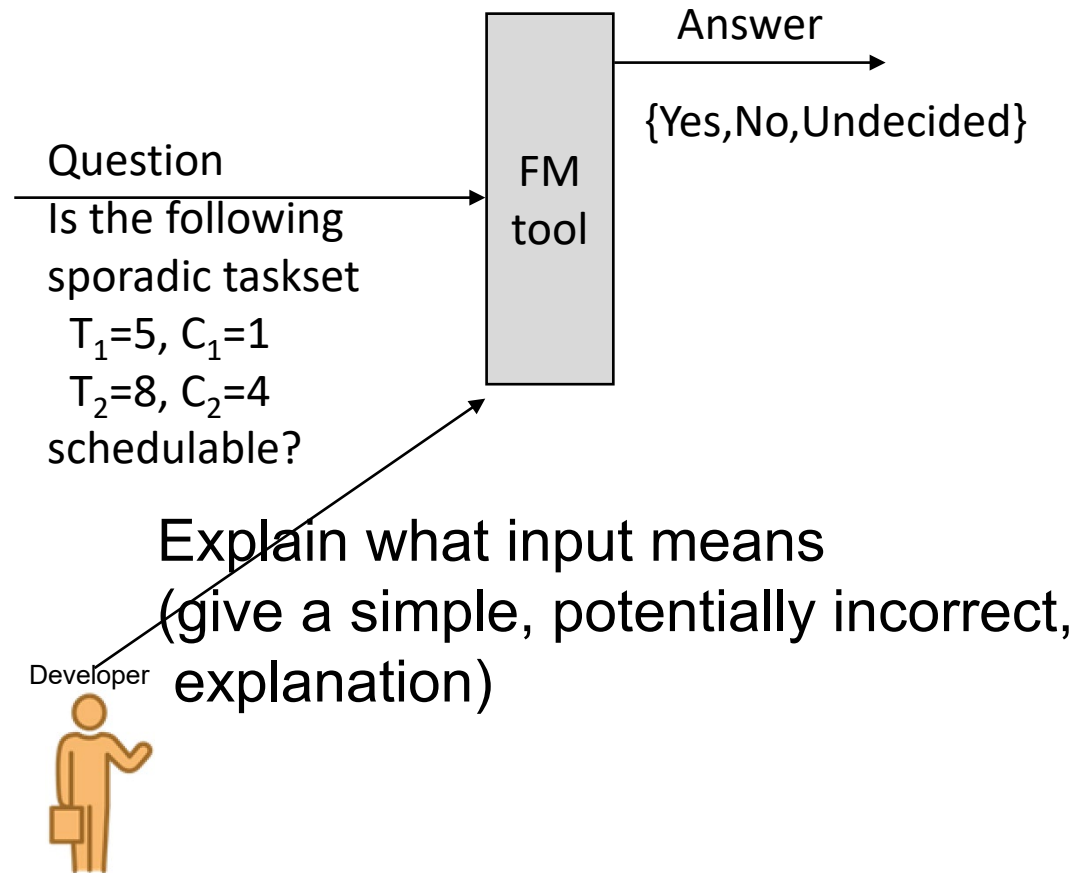 Answer
{Yes,No,Undecided}
FM
tool
Question
Is the following
sporadic taskset
T₁=5, C₁=1
T₂=8, C₂=4
schedulable?
Explain what input means
(give a simple, potentially incorrect,
explanation)
Developer